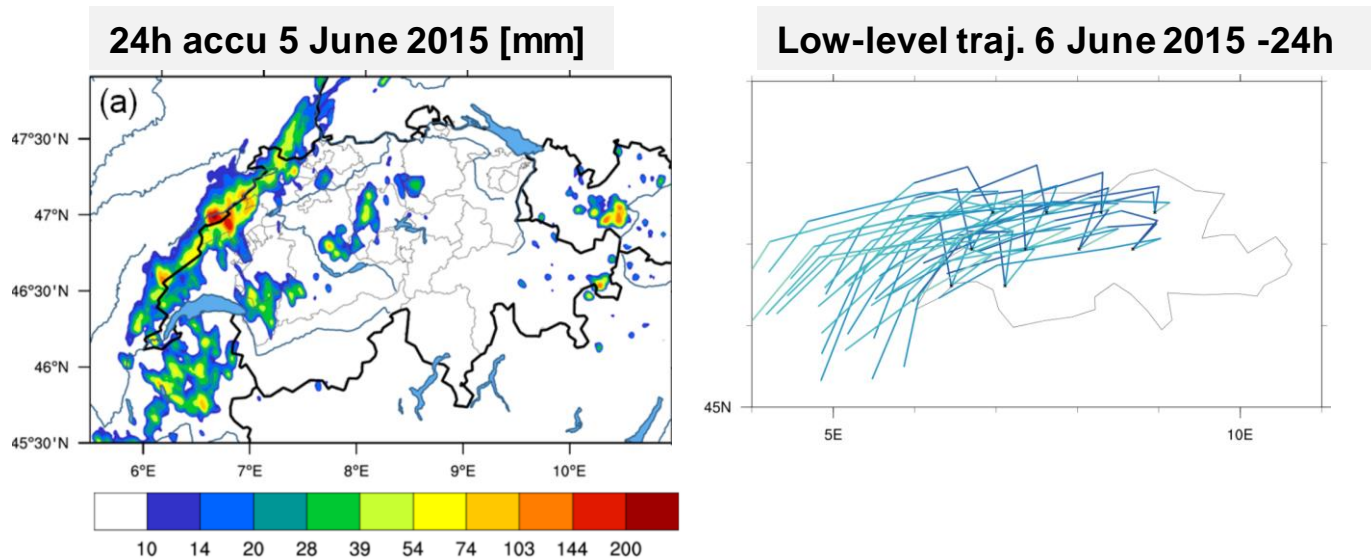 24h accu 5 June 2015 [mm]
Low-level traj. 6 June 2015 -24h
(a)
47°30'N
47°N
46°30'N
46°N
45°30'N
6°E 7°E 8°E 9°E 10°E
10 14 20 28 39 54 74 103 144 200
45N
5E 10E